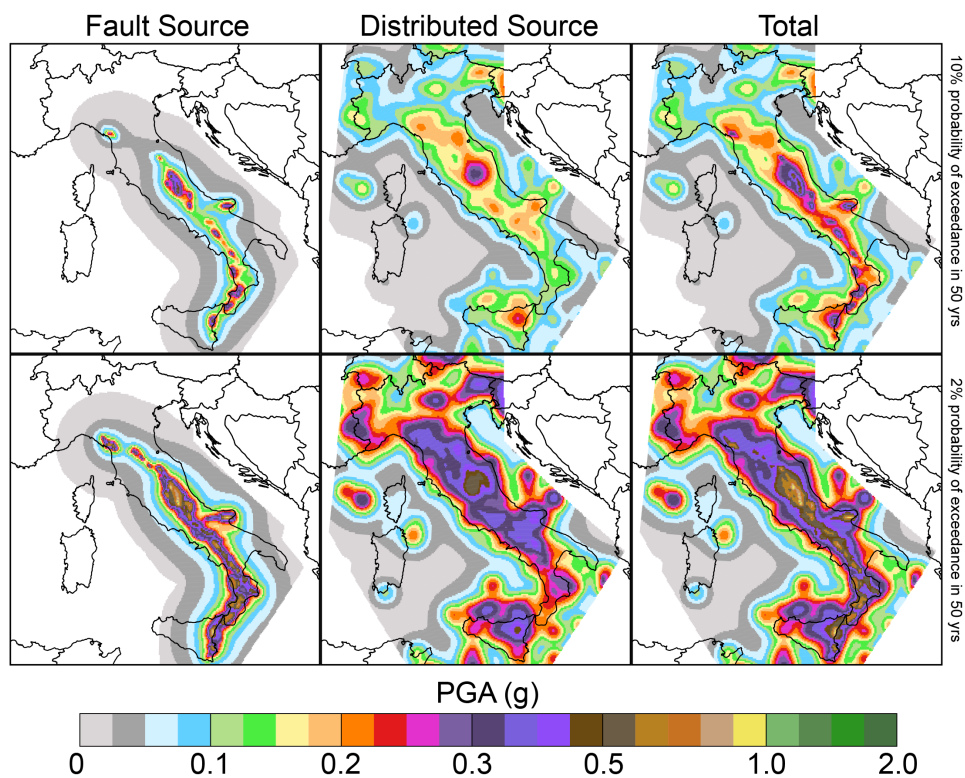 Fault Source Distributed Source Total
10% probability of exceedance in 50 yrs
2% probability of exceedance in 50 yrs
PGA (g)
0 0.1 0.2 0.3 0.5 1.0 2.0